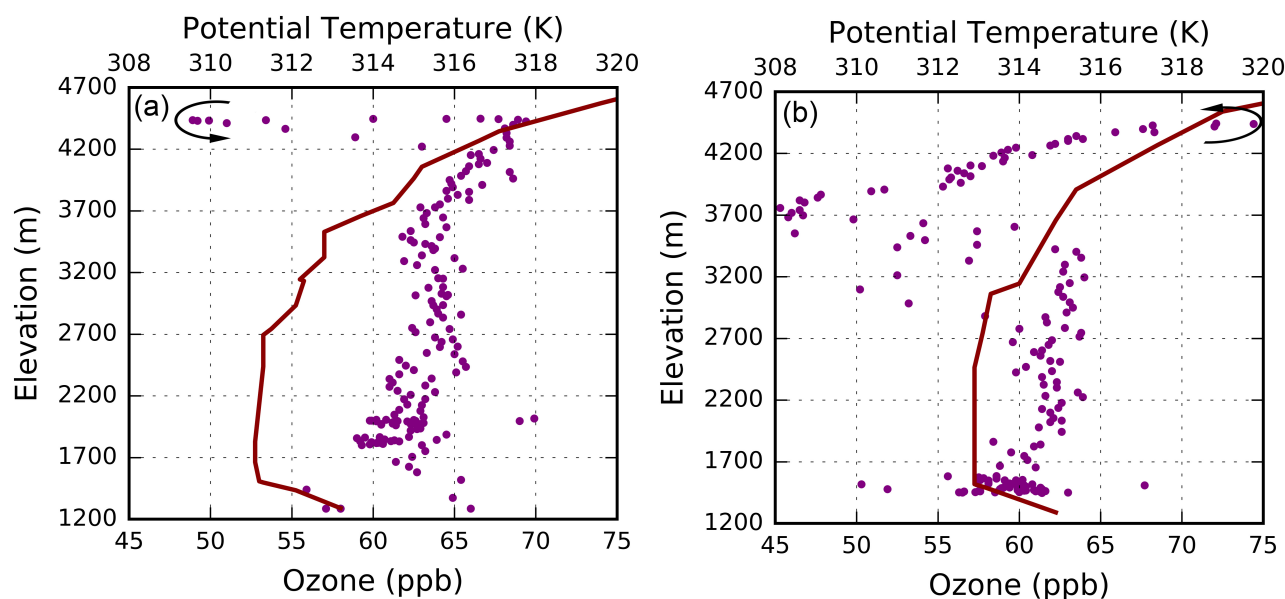 Potential Temperature (K)
308 310 312 314 316 318 320
(a)
4700
4200
3700
3200
2700
2200
1700
1200
Elevation (m)
45 50 55 60 65 70 75
Ozone (ppb)
Potential Temperature (K)
308 310 312 314 316 318 320
(b)
4700
4200
3700
3200
2700
2200
1700
1200
Elevation (m)
45 50 55 60 65 70 75
Ozone (ppb)